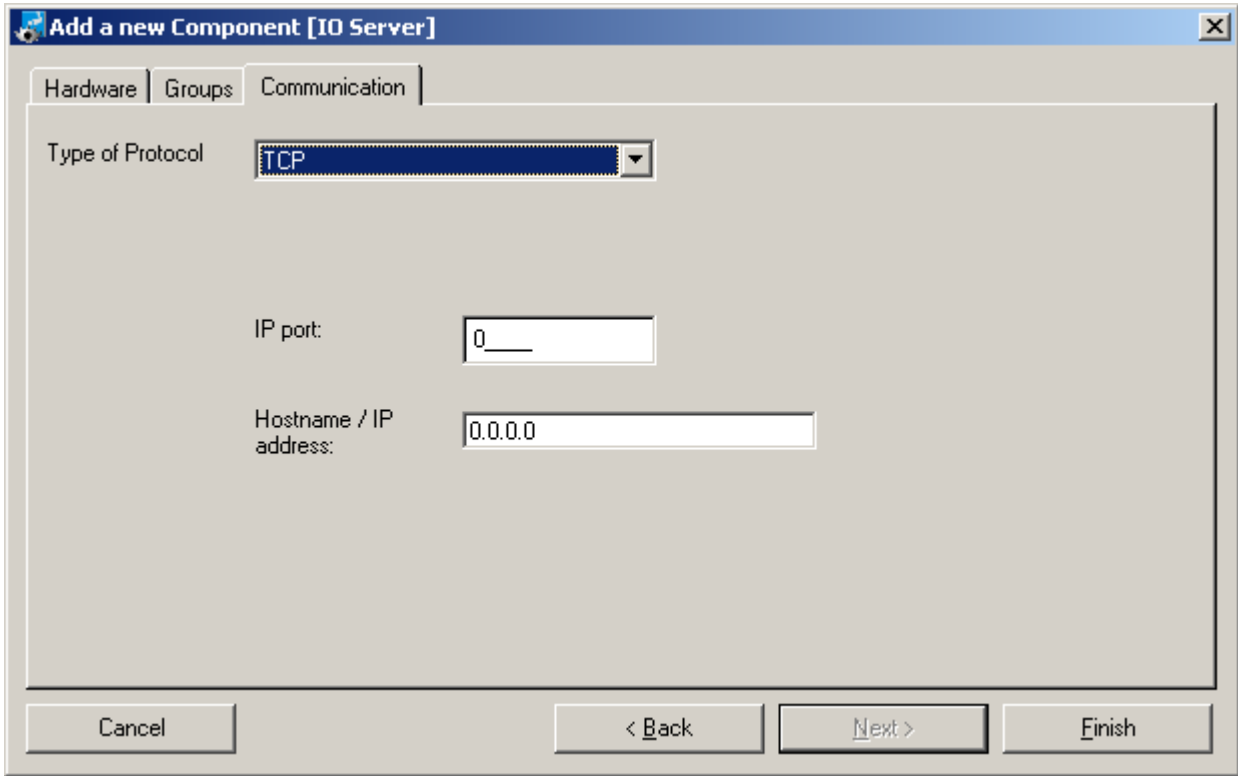 Add a new Component [IO Server]
Hardware Groups Communication
Type of Protocol TCP
IP port: 0____
Hostname / IP
address: 0.0.0.0
Cancel < Back Next > Finish